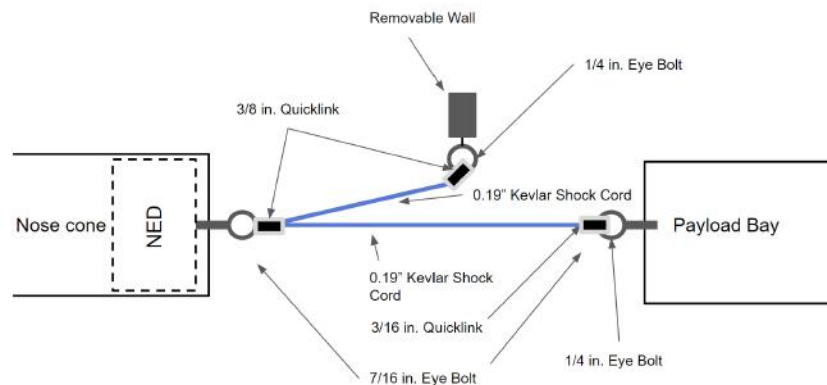 Removable Wall
1/4 in. Eye Bolt
3/8 in. Quicklink
0.19" Kevlar Shock Cord
Nose cone
NED
Payload Bay
0.19" Kevlar Shock
Cord
3/16 in. Quicklink
7/16 in. Eye Bolt
1/4 in. Eye Bolt